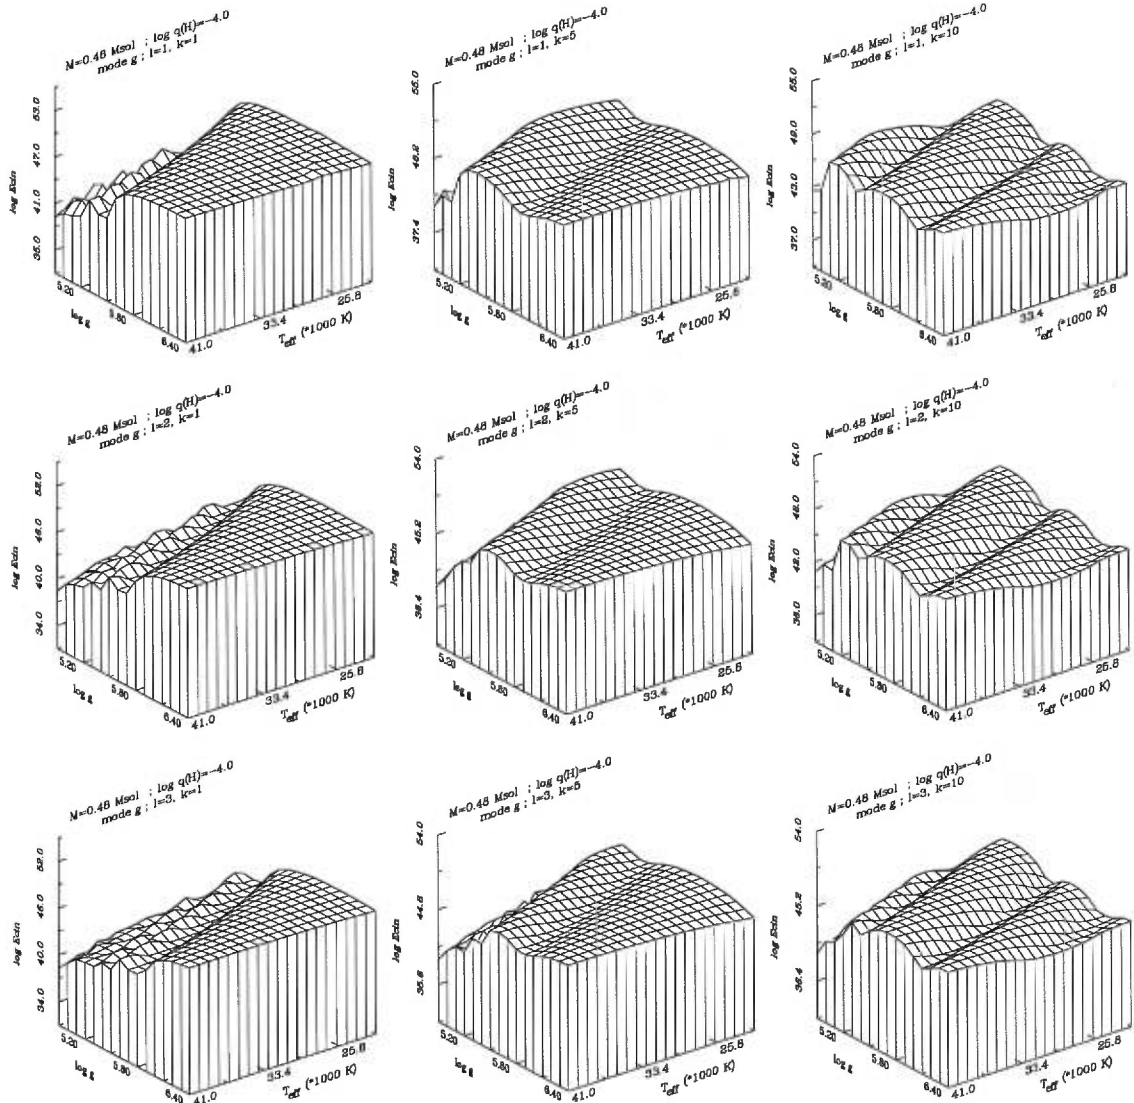 M=0.48 Msol ; log q(H)=-4.0
mode g ; l=1, k=1
log Ecin
53.0
47.0
41.0
35.0
5.20
5.80
6.40
log g
41.0
33.4
25.8
Teff (*1000 K)
M=0.48 Msol ; log q(H)=-4.0
mode g ; l=1, k=5
log Ecin
55.0
46.2
37.4
5.20
5.80
6.40
log g
41.0
33.4
25.8
Teff (*1000 K)
M=0.48 Msol ; log q(H)=-4.0
mode g ; l=1, k=10
log Ecin
55.0
49.0
43.0
37.0
5.20
5.80
6.40
log g
41.0
33.4
25.8
Teff (*1000 K)
M=0.48 Msol ; log q(H)=-4.0
mode g ; l=2, k=1
log Ecin
52.0
46.0
40.0
34.0
5.20
5.80
6.40
log g
41.0
33.4
25.8
Teff (*1000 K)
M=0.48 Msol ; log q(H)=-4.0
mode g ; l=2, k=5
log Ecin
54.0
45.2
36.4
5.20
5.80
6.40
log g
41.0
33.4
25.8
Teff (*1000 K)
M=0.48 Msol ; log q(H)=-4.0
mode g ; l=2, k=10
log Ecin
54.0
48.0
42.0
36.0
5.20
5.80
6.40
log g
41.0
33.4
25.8
Teff (*1000 K)
M=0.48 Msol ; log q(H)=-4.0
mode g ; l=3, k=1
log Ecin
52.0
46.0
40.0
34.0
5.20
5.80
6.40
log g
41.0
33.4
25.8
Teff (*1000 K)
M=0.48 Msol ; log q(H)=-4.0
mode g ; l=3, k=5
log Ecin
54.0
44.8
35.6
5.20
5.80
6.40
log g
41.0
33.4
25.8
Teff (*1000 K)
M=0.48 Msol ; log q(H)=-4.0
mode g ; l=3, k=10
log Ecin
54.0
45.2
36.4
5.20
5.80
6.40
log g
41.0
33.4
25.8
Teff (*1000 K)